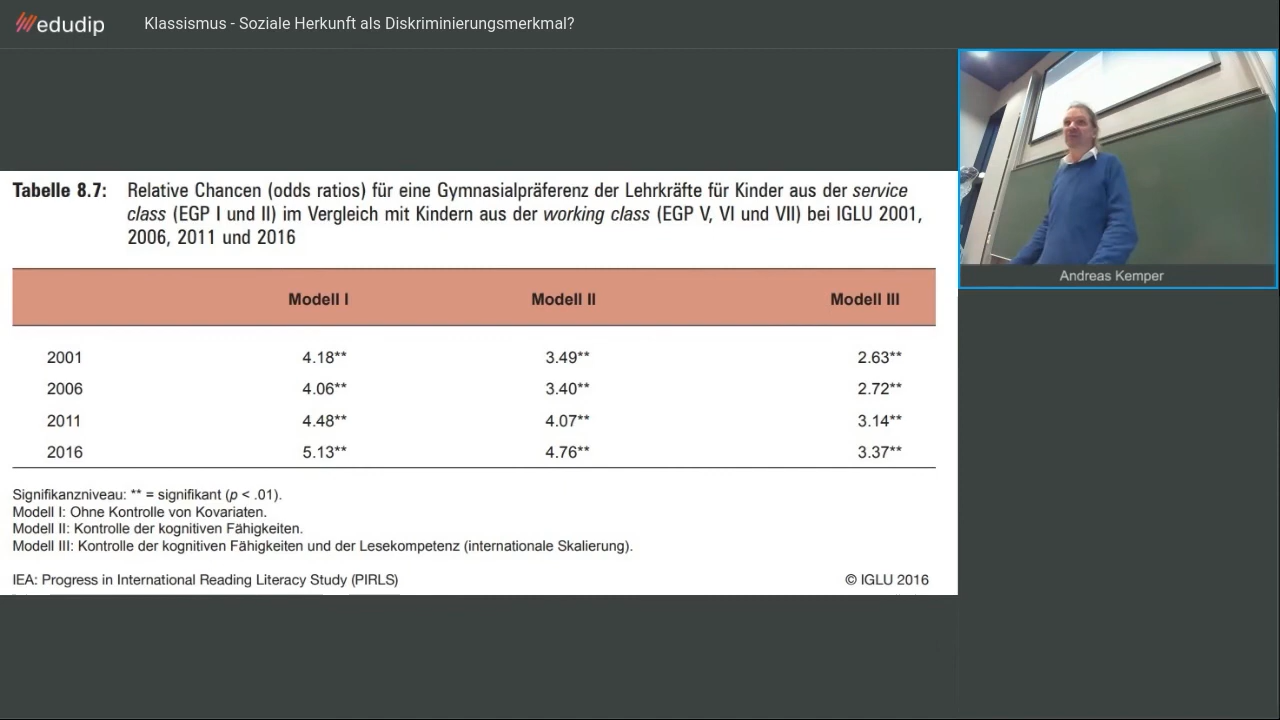 edudip
Klassismus - Soziale Herkunft als Diskriminierungsmerkmal?
Tabelle 8.7: Relative Chancen (odds ratios) für eine Gymnasialpräferenz der Lehrkräfte für Kinder aus der service
class (EGP I und II) im Vergleich mit Kindern aus der working class (EGP V, VI und VII) bei IGLU 2001,
2006, 2011 und 2016
Modell I Modell II Modell III
2001 4.18** 3.49** 2.63**
2006 4.06** 3.40** 2.72**
2011 4.48** 4.07** 3.14**
2016 5.13** 4.76** 3.37**
Signifikanzniveau: ** = signifikant (p < .01).
Modell I: Ohne Kontrolle von Kovariaten.
Modell II: Kontrolle der kognitiven Fähigkeiten.
Modell III: Kontrolle der kognitiven Fähigkeiten und der Lesekompetenz (internationale Skalierung).
IEA: Progress in International Reading Literacy Study (PIRLS) © IGLU 2016
Andreas Kemper